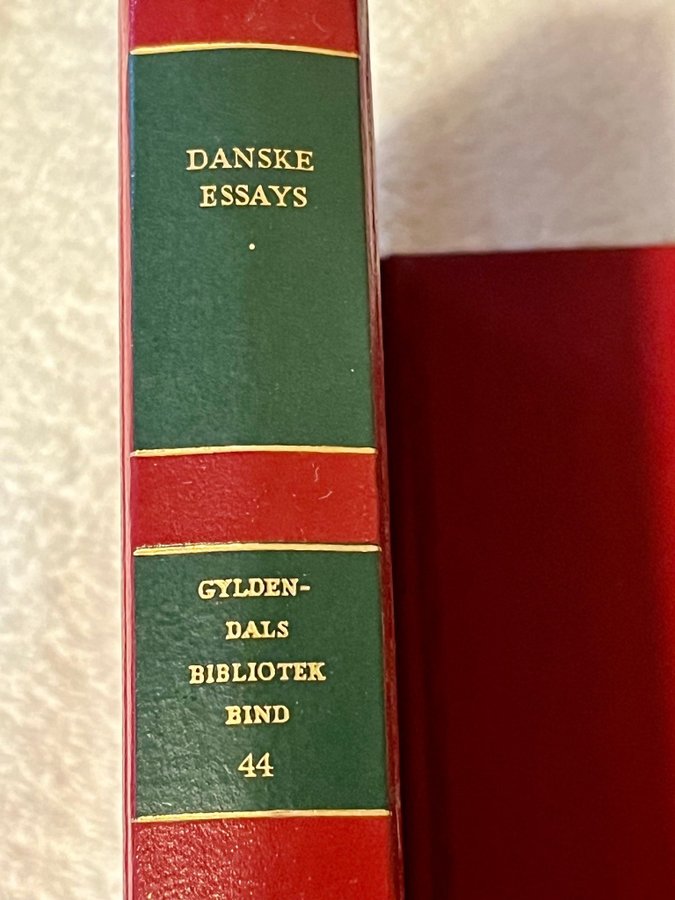 DANSKE
ESSAYS
.
GYLDEN-
DALS
BIBLIOTEK
BIND
44